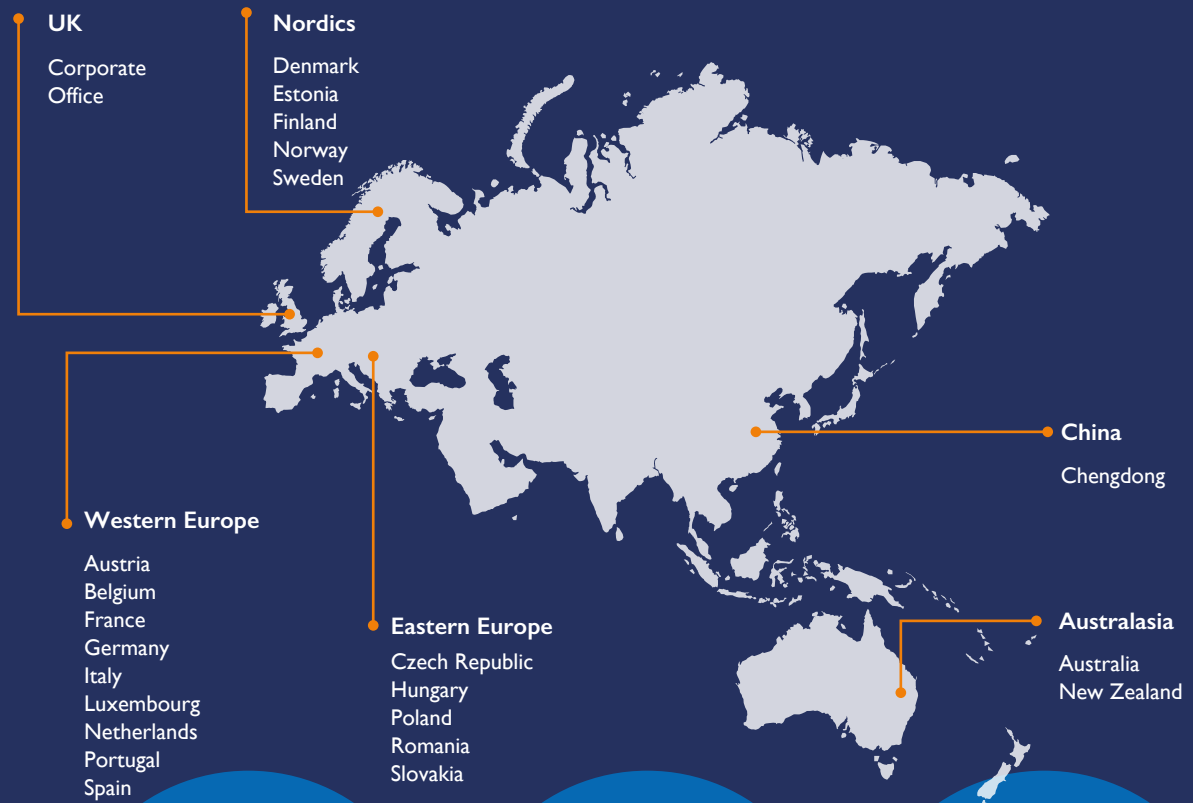 UK
Corporate
Office
Nordics
Denmark
Estonia
Finland
Norway
Sweden
China
Chengdong
Western Europe
Austria
Belgium
France
Germany
Italy
Luxembourg
Netherlands
Portugal
Spain
Eastern Europe
Czech Republic
Hungary
Poland
Romania
Slovakia
Australasia
Australia
New Zealand